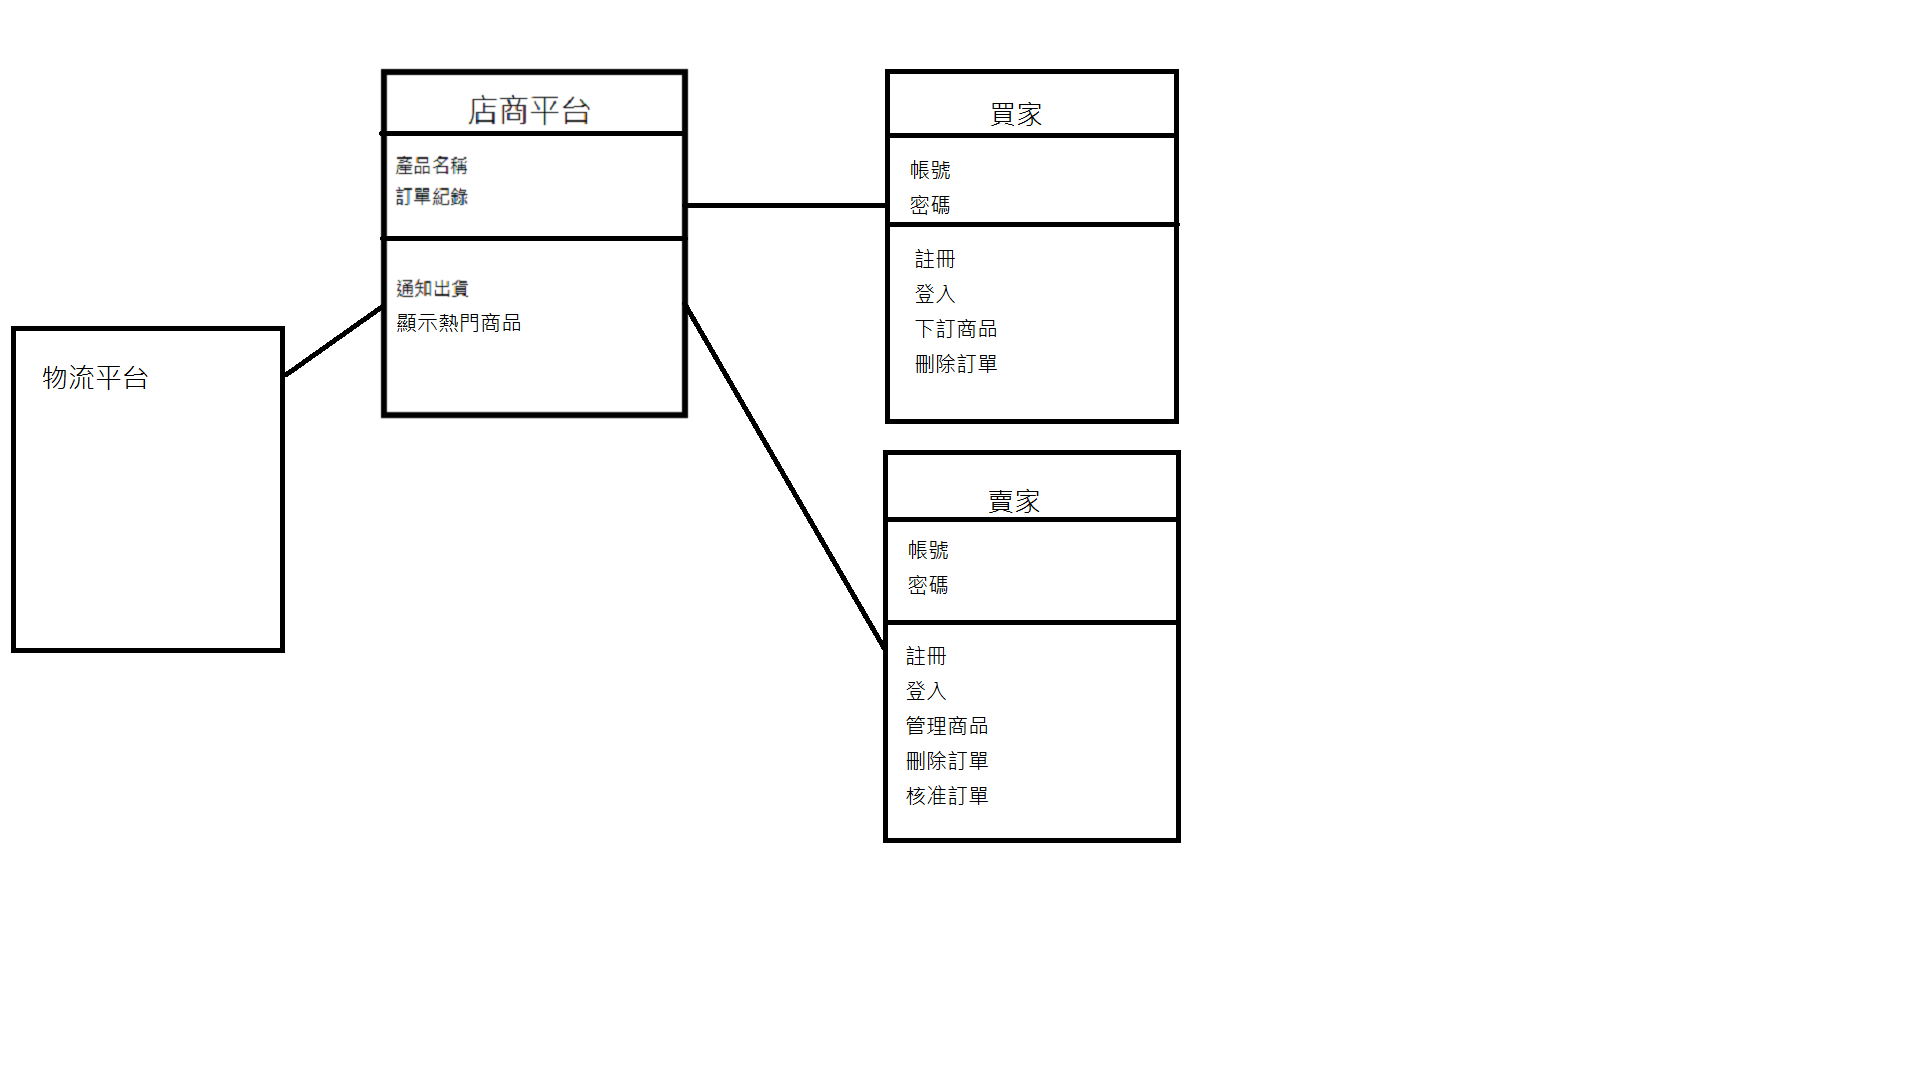 店商平台
產品名稱
訂單紀錄
通知出貨
顯示熱門商品
買家
帳號
密碼
註冊
登入
下訂商品
刪除訂單
物流平台
賣家
帳號
密碼
註冊
登入
管理商品
刪除訂單
核准訂單